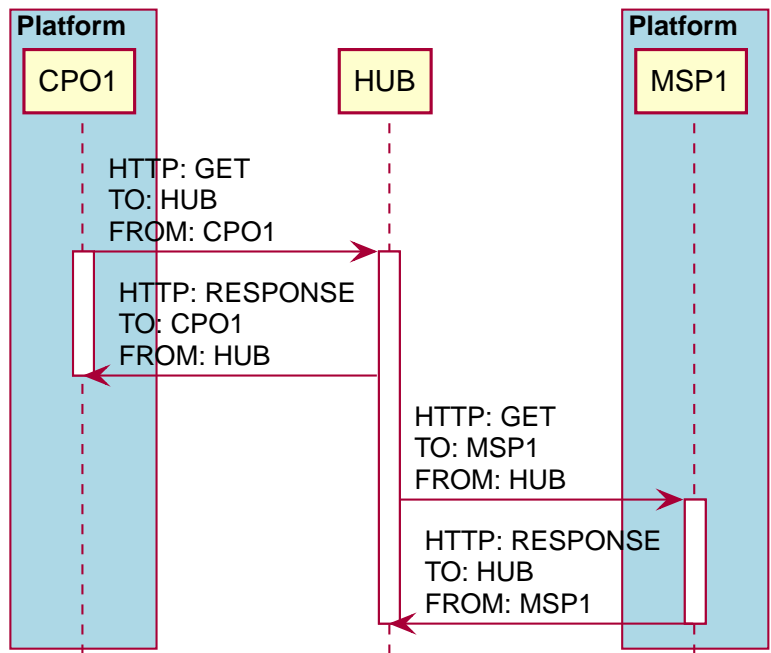 Platform
Platform
CPO1
HUB
MSP1
HTTP: GET
TO: HUB
FROM: CPO1
HTTP: RESPONSE
TO: CPO1
FROM: HUB
HTTP: GET
TO: MSP1
FROM: HUB
HTTP: RESPONSE
TO: HUB
FROM: MSP1